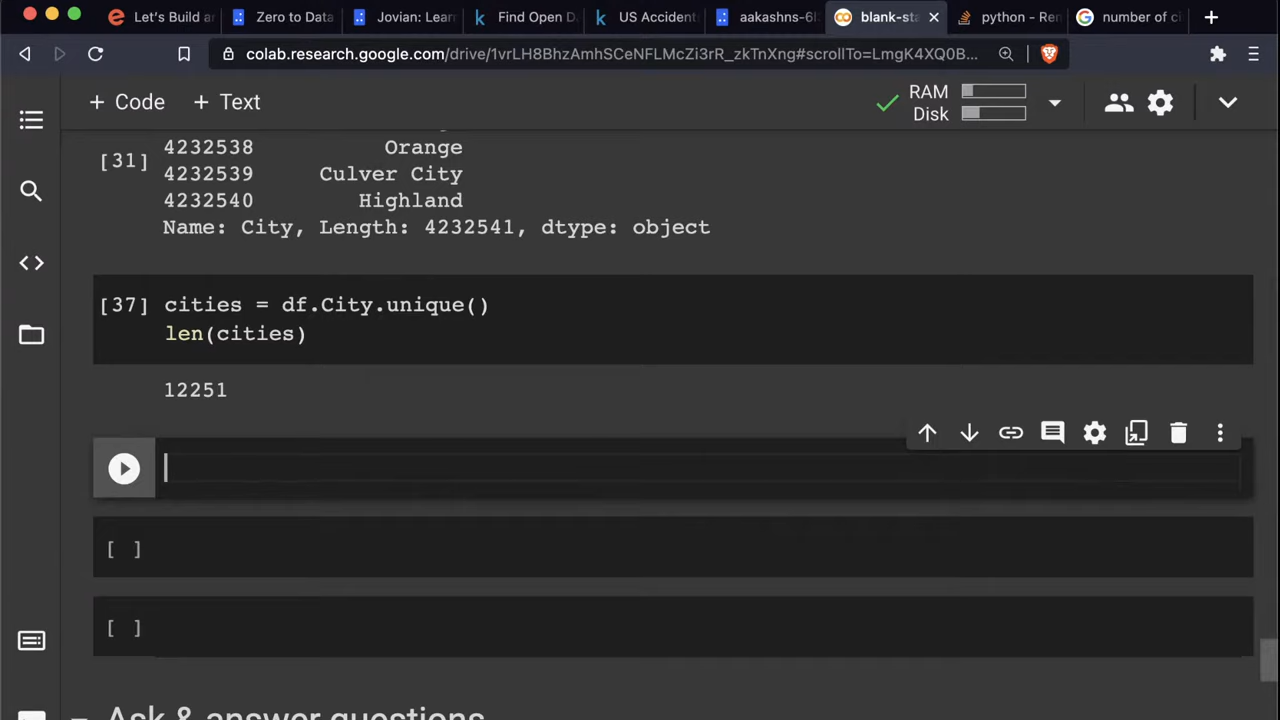 Let's Build an
Zero to Data
Jovian: Learn
Find Open D
US Accident
aakashns-6l
blank-sta
python - Ren
number of ci
colab.research.google.com/drive/1vrLH8BhzAmhSCeNFLMcZi3rR_zkTnXng#scrollTo=LmgK4XQ0B...
+ Code + Text
RAM
Disk
[31]
4232538 Orange
4232539 Culver City
4232540 Highland
Name: City, Length: 4232541, dtype: object
[37] cities = df.City.unique()
len(cities)
12251
[ ]
[ ]
Ask & answer questions